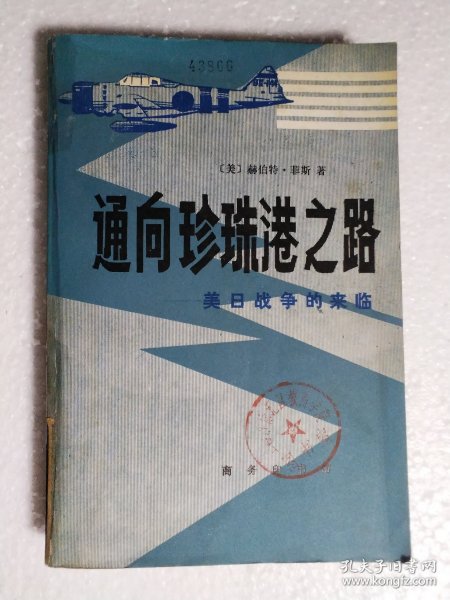 43866
〔美〕赫伯特·菲斯 著
通向珍珠港之路
美日战争的来临
商务印书馆
孔夫子旧书网
www.kongfz.com